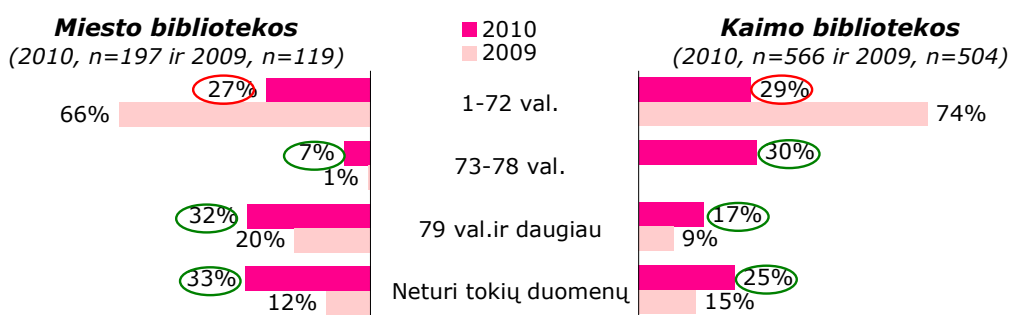 Miesto bibliotekos
(2010, n=197 ir 2009, n=119)
2010
2009
Kaimo bibliotekos
(2010, n=566 ir 2009, n=504)
27%
66%
1-72 val.
29%
74%
7%
1%
73-78 val.
30%
32%
20%
79 val.ir daugiau
17%
9%
33%
12%
Neturi tokių duomenų
25%
15%